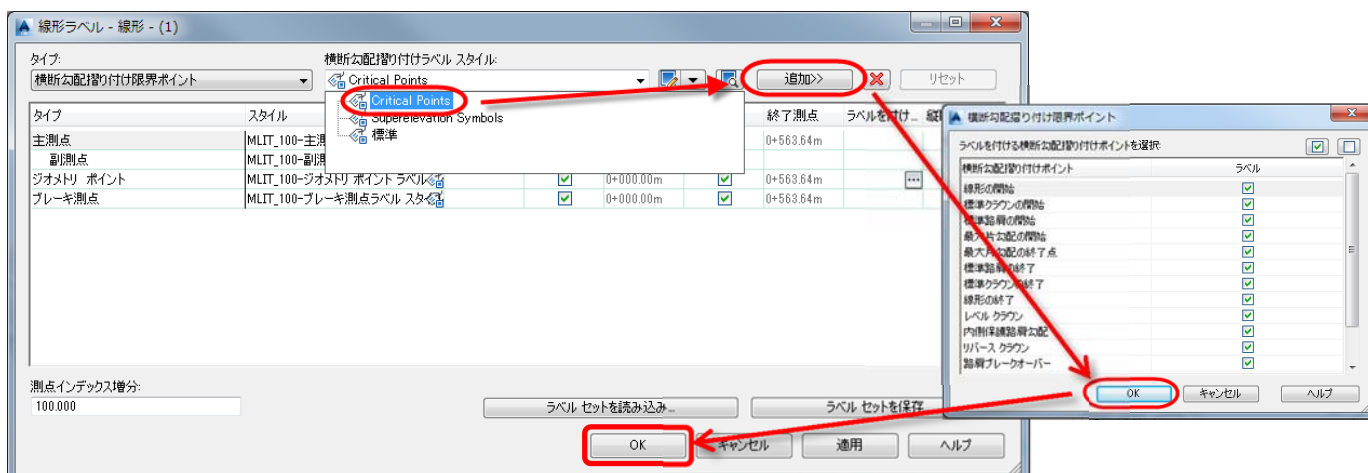 線形ラベル - 線形 - (1)
タイプ:
横断勾配摺り付けラベル スタイル:
横断勾配摺り付け限界ポイント
Critical Points
追加>>
リセット
Critical Points
Superelevation Symbols
標準
タイプ
スタイル
終了測点
ラベルを付け...
主測点
MLIT_100-主測
0+563.64m
副測点
MLIT_100-副測
ジオメトリ ポイント
MLIT_100-ジオメトリ ポイント ラベル
0+000.00m
0+563.64m
...
ブレーキ測点
MLIT_100-ブレーキ測点ラベル スタイ
0+000.00m
0+563.64m
測点インデックス増分:
100.000
ラベル セットを読み込み...
ラベル セットを保存
OK
キャンセル
適用
ヘルプ
横断勾配摺り付け限界ポイント
ラベルを付ける横断勾配摺り付けポイントを選択:
横断勾配摺り付けポイント
ラベル
線形の開始
標準クラウンの開始
標準路肩の開始
最大片勾配の開始
最大片勾配の終了点
標準路肩の終了
標準クラウンの終了
線形の終了
レベル クラウン
内側保護路肩勾配
リバース クラウン
路肩ブレークオーバー
OK
キャンセル
ヘルプ